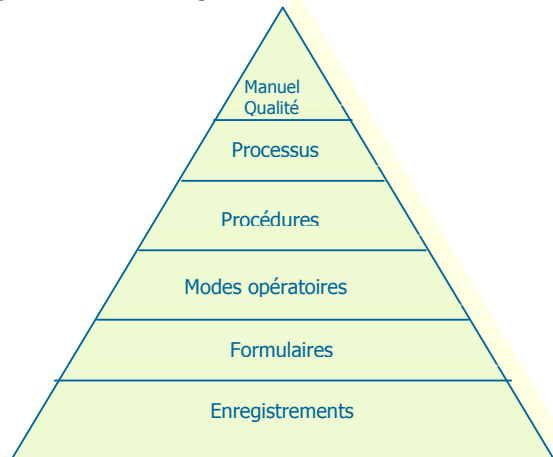 Manuel
Qualité
Processus
Procédures
Modes opératoires
Formulaires
Enregistrements